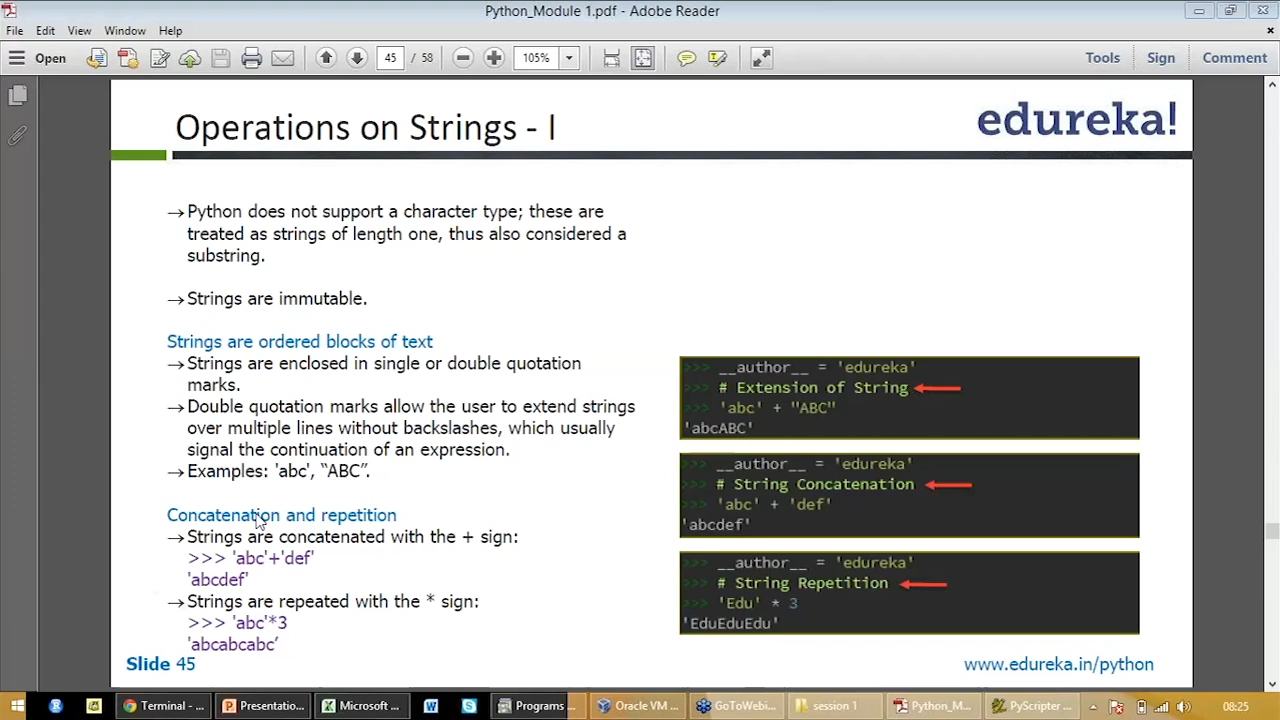 Python_Module 1.pdf - Adobe Reader
File Edit View Window Help
Open 45 / 58 105% Tools Sign Comment
Operations on Strings - I
edureka!
→Python does not support a character type; these are
treated as strings of length one, thus also considered a
substring.
→Strings are immutable.
Strings are ordered blocks of text
→Strings are enclosed in single or double quotation
marks.
→Double quotation marks allow the user to extend strings
over multiple lines without backslashes, which usually
signal the continuation of an expression.
→Examples: 'abc', “ABC”.
Concatenation and repetition
→Strings are concatenated with the + sign:
>>> 'abc'+'def'
'abcdef'
→Strings are repeated with the * sign:
>>> 'abc'*3
'abcabcabc’
>>> __author__ = 'edureka'
>>> # Extension of String
>>> 'abc' + "ABC"
'abcABC'
>>> __author__ = 'edureka'
>>> # String Concatenation
>>> 'abc' + 'def'
'abcdef'
>>> __author__ = 'edureka'
>>> # String Repetition
>>> 'Edu' * 3
'EduEduEdu'
Slide 45
www.edureka.in/python
Terminal - ... Presentatio... Microsoft ... Programs ... Oracle VM ... GoToWebi... session 1 Python_M... PyScripter ... 08:25